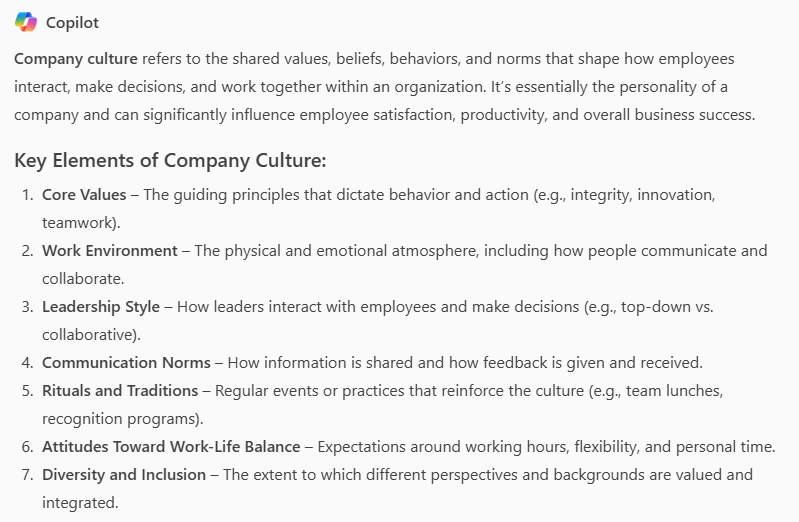 Copilot
Company culture refers to the shared values, beliefs, behaviors, and norms that shape how employees
interact, make decisions, and work together within an organization. It's essentially the personality of a
company and can significantly influence employee satisfaction, productivity, and overall business success.
Key Elements of Company Culture:
1. Core Values – The guiding principles that dictate behavior and action (e.g., integrity, innovation,
teamwork).
2. Work Environment – The physical and emotional atmosphere, including how people communicate and
collaborate.
3. Leadership Style – How leaders interact with employees and make decisions (e.g., top-down vs.
collaborative).
4. Communication Norms – How information is shared and how feedback is given and received.
5. Rituals and Traditions – Regular events or practices that reinforce the culture (e.g., team lunches,
recognition programs).
6. Attitudes Toward Work-Life Balance – Expectations around working hours, flexibility, and personal time.
7. Diversity and Inclusion – The extent to which different perspectives and backgrounds are valued and
integrated.